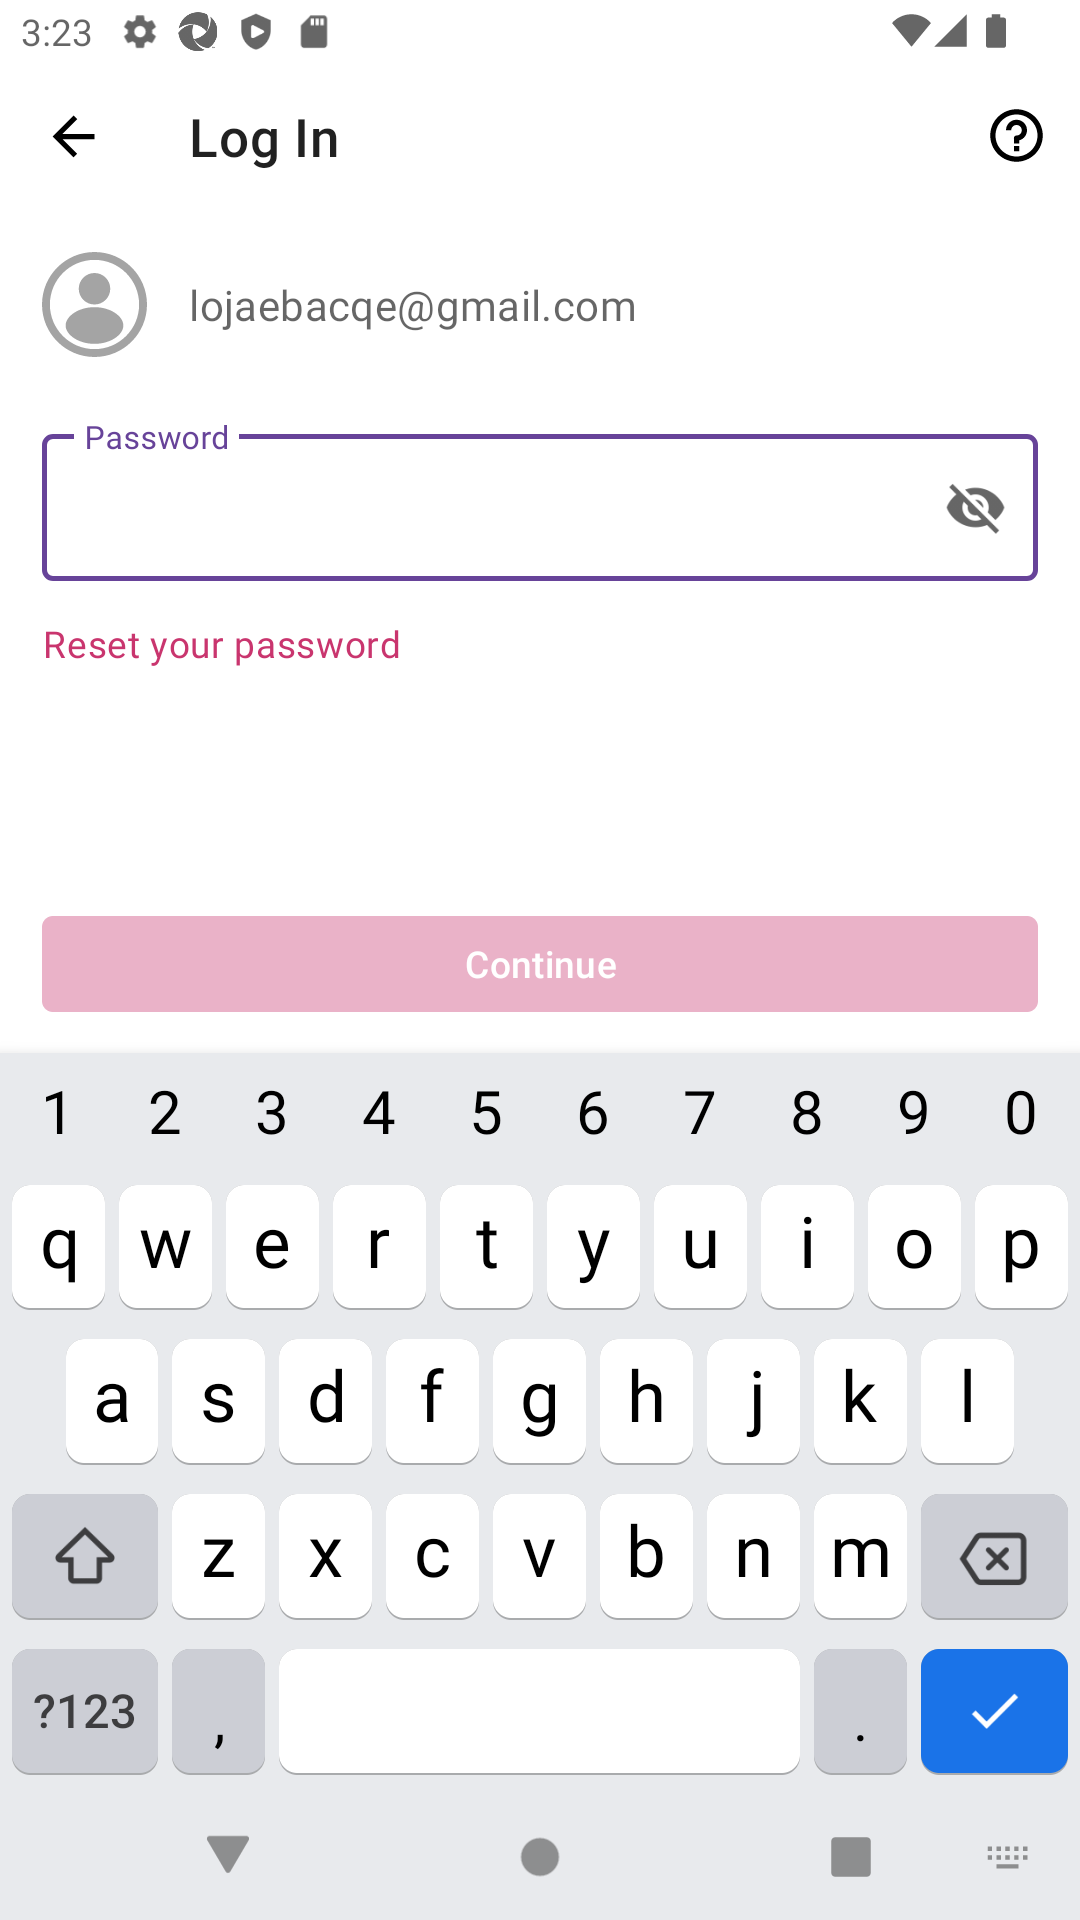 3:23
Log In
lojaebacqe@gmail.com
Password
Reset your password
Continue
1 2 3 4 5 6 7 8 9 0
q w e r t y u i o p
a s d f g h j k l
z x c v b n m
?123 , .